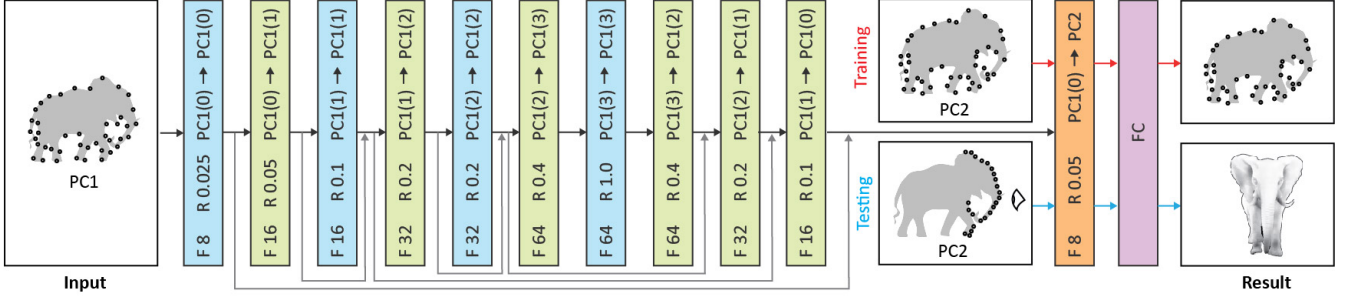 PC1
Input
F 8 R 0.025 PC1(0) → PC1(0)
F 16 R 0.05 PC1(0) → PC1(1)
F 16 R 0.1 PC1(1) → PC1(1)
F 32 R 0.2 PC1(1) → PC1(2)
F 32 R 0.2 PC1(2) → PC1(2)
F 64 R 0.4 PC1(2) → PC1(3)
F 64 R 1.0 PC1(3) → PC1(3)
F 64 R 0.4 PC1(3) → PC1(2)
F 32 R 0.2 PC1(2) → PC1(1)
F 16 R 0.1 PC1(1) → PC1(0)
Training
PC2
Testing
PC2
F 8 R 0.05 PC1(0) → PC2
FC
Result